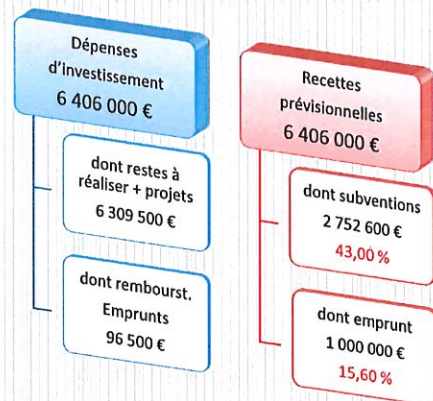 Dépenses
d'investissement
6 406 000 €
dont restes à
réaliser + projets
6 309 500 €
dont remboursst.
Emprunts
96 500 €
Recettes
prévisionnelles
6 406 000 €
dont subventions
2 752 600 €
43,00 %
dont emprunt
1 000 000 €
15,60 %